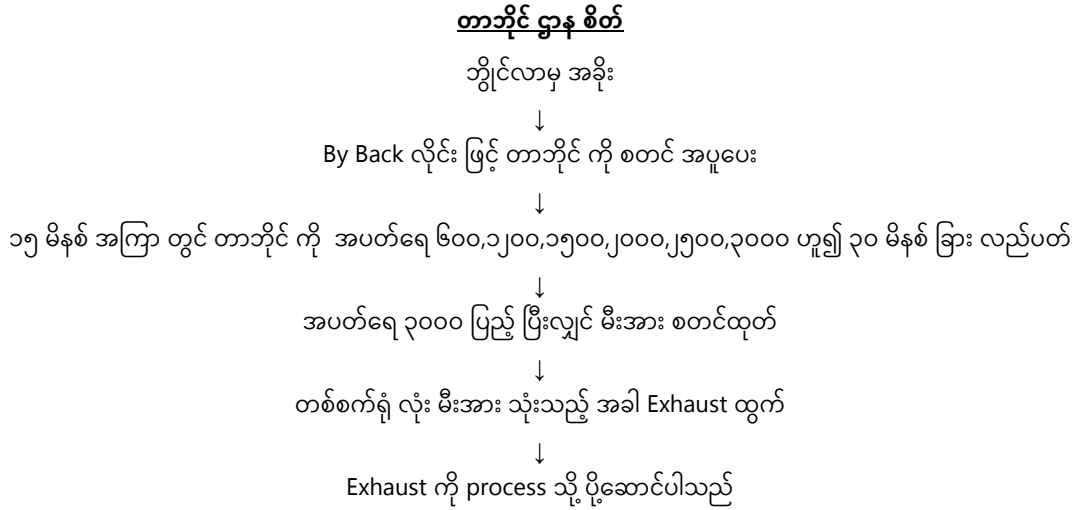 တာဘိုင် ဌာန စိတ်
ဘွိုင်လာမှ အခိုး
↓
By Back လိုင်း ဖြင့် တာဘိုင် ကို စတင် အပူပေး
↓
၁၅ မိနစ် အကြာ တွင် တာဘိုင် ကို အပတ်ရေ ၆၀၀,၁၂၀၀,၁၅၀၀,၂၀၀၀,၂၅၀၀,၃၀၀၀ ဟူ၍ ၃၀ မိနစ် ခြား လည်ပတ်
↓
အပတ်ရေ ၃၀၀၀ ပြည့် ပြီးလျှင် မီးအား စတင်ထုတ်
↓
တစ်စက်ရုံ လုံး မီးအား သုံးသည့် အခါ Exhaust ထွက်
↓
Exhaust ကို process သို့ ပို့ဆောင်ပါသည်